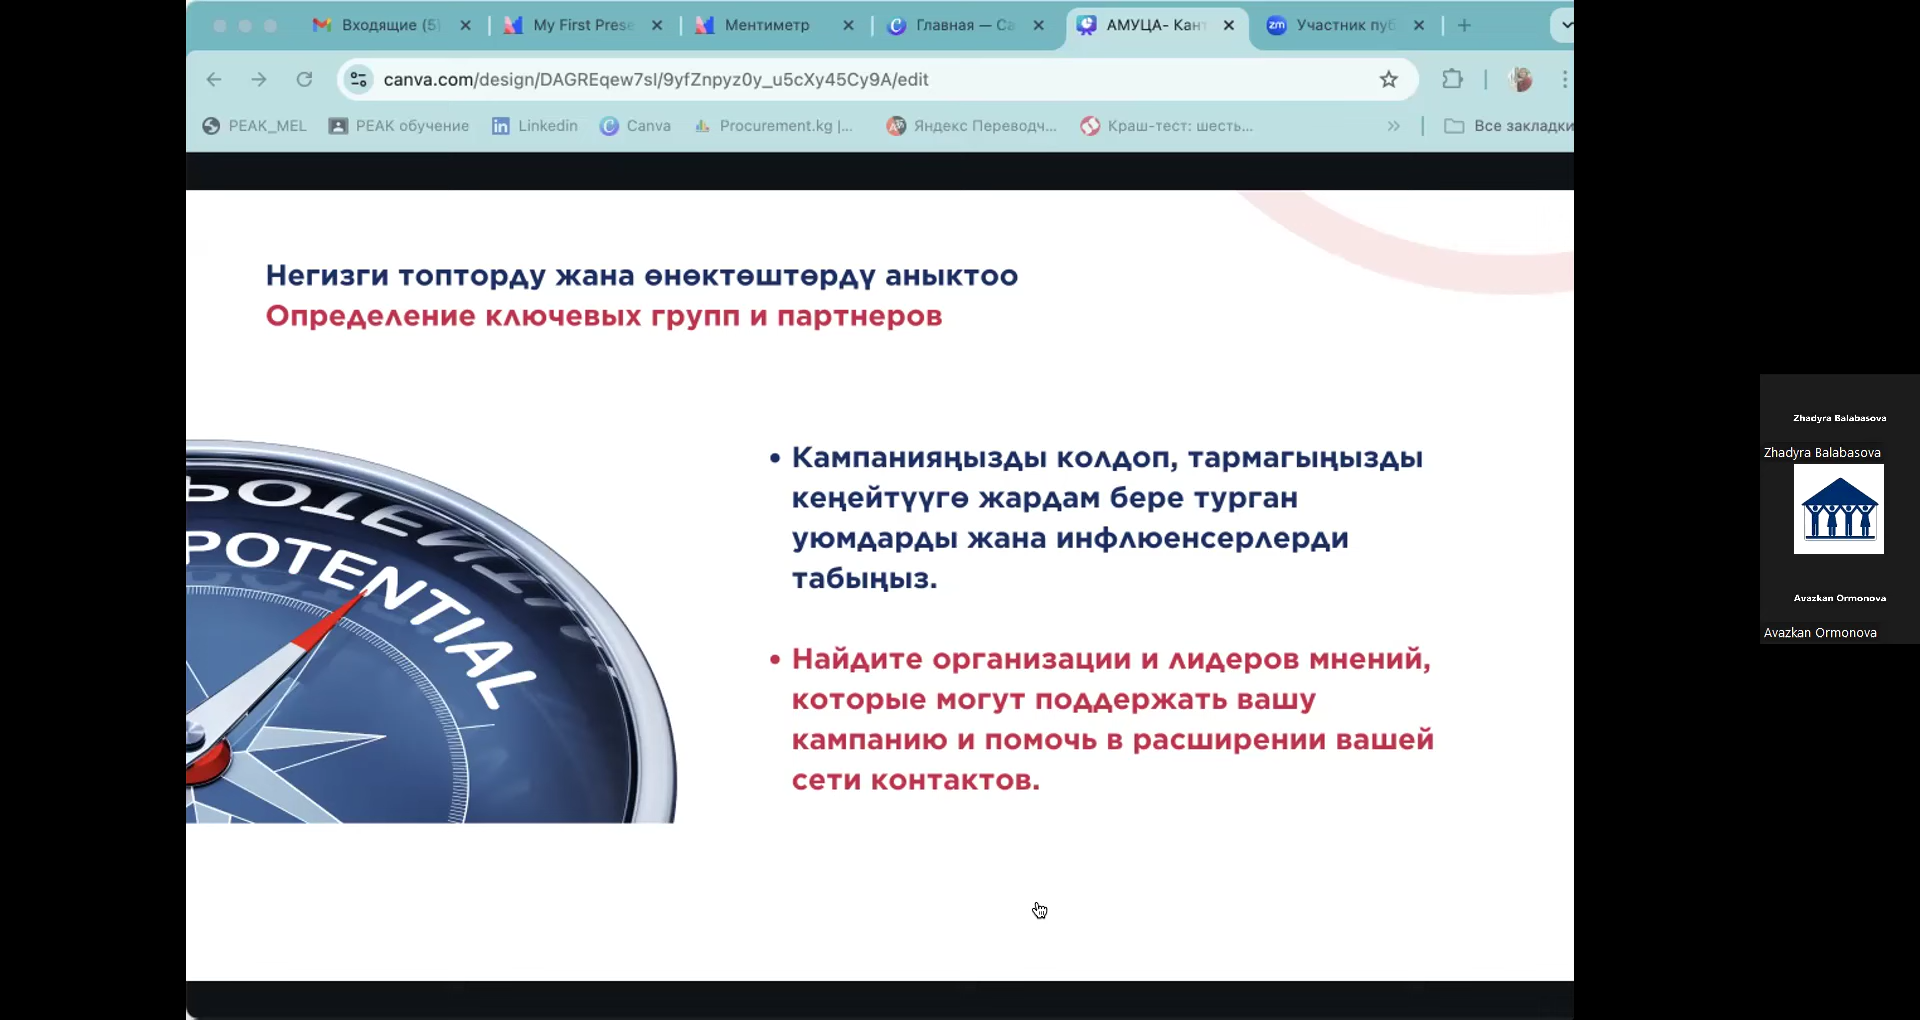 Входящие (5)
My First Prese
Ментиметр
Главная — Ca
АМУЦА- Кан
Участник пуб
canva.com/design/DAGREqew7sI/9yfZnpyz0y_u5cXy45Cy9A/edit
PEAK_MEL
PEAK обучение
Linkedin
Canva
Procurement.kg |...
Яндекс Переводч...
Краш-тест: шесть...
Все закладки
Негизги топторду жана өнөктөштөрдү аныктоо
Определение ключевых групп и партнеров
POTENTIAL
• Кампанияңызды колдоп, тармагыңызды
кеңейтүүгө жардам бере турган
уюмдарды жана инфлюенсерлерди
табыңыз.
• Найдите организации и лидеров мнений,
которые могут поддержать вашу
кампанию и помочь в расширении вашей
сети контактов.
Zhadyra Balabasova
Zhadyra Balabasova
Avazkan Ormonova
Avazkan Ormonova